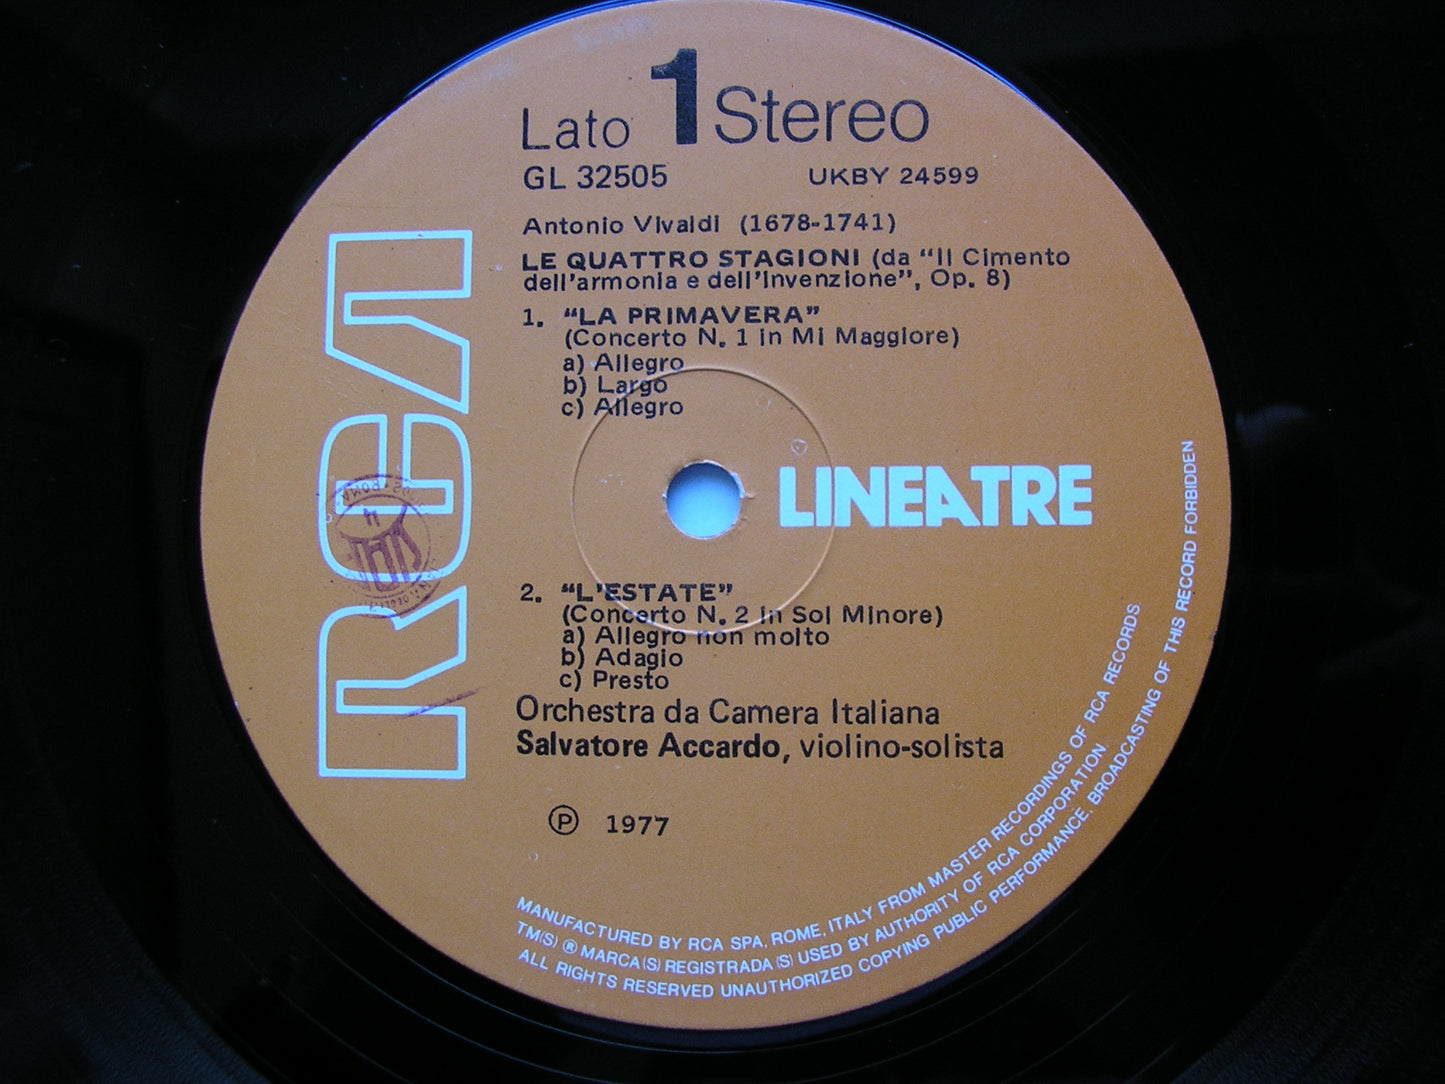 Lato 1 Stereo
GL 32505 UKBY 24599
Antonio Vivaldi (1678-1741)
LE QUATTRO STAGIONI (da "Il Cimento
dell'armonia e dell'invenzione", Op. 8)
1. "LA PRIMAVERA"
(Concerto N. 1 in Mi Maggiore)
a) Allegro
b) Largo
c) Allegro
RCA
LINEATRE
2. "L'ESTATE"
(Concerto N. 2 in Sol Minore)
a) Allegro non molto
b) Adagio
c) Presto
Orchestra da Camera Italiana
Salvatore Accardo, violino-solista
℗ 1977
MANUFACTURED BY RCA SPA, ROME, ITALY FROM MASTER RECORDINGS OF RCA RECORDS
TM(S) ® MARCA(S) REGISTRADA(S) USED BY AUTHORITY OF RCA CORPORATION
ALL RIGHTS RESERVED UNAUTHORIZED COPYING PUBLIC PERFORMANCE, BROADCASTING OF THIS RECORD FORBIDDEN